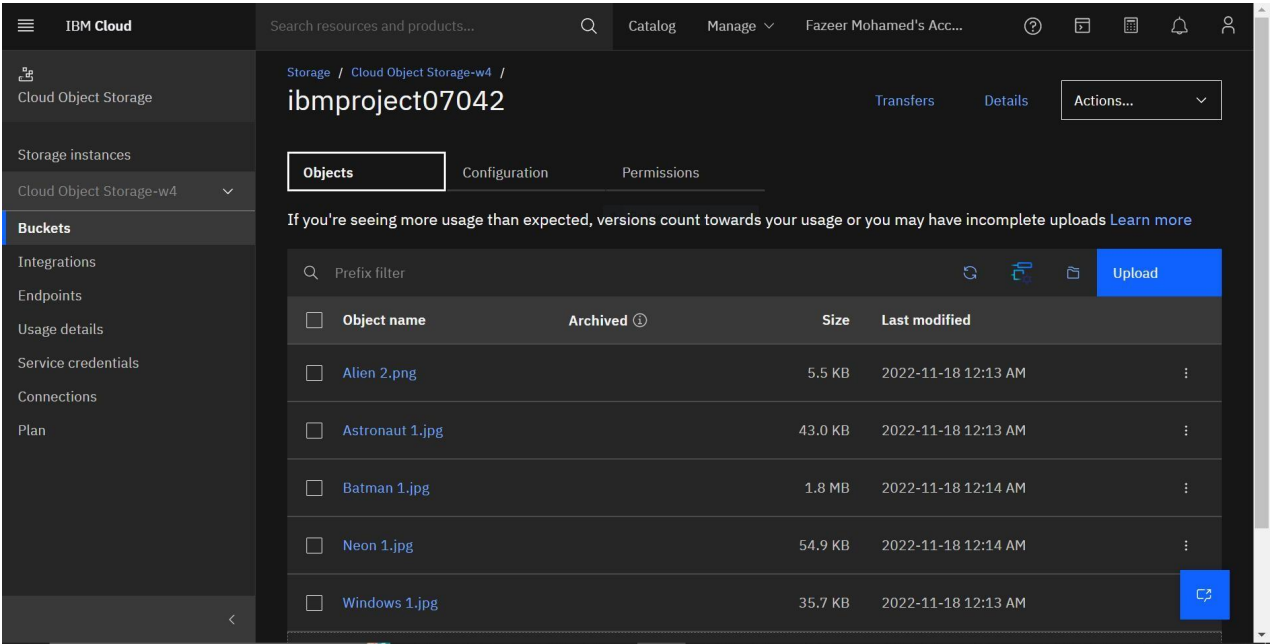 IBM Cloud
Search resources and products...
Catalog
Manage
Fazeer Mohamed's Acc...
Cloud Object Storage
Storage instances
Cloud Object Storage-w4
Buckets
Integrations
Endpoints
Usage details
Service credentials
Connections
Plan
Storage / Cloud Object Storage-w4 /
ibmproject07042
Transfers
Details
Actions...
Objects
Configuration
Permissions
If you're seeing more usage than expected, versions count towards your usage or you may have incomplete uploads Learn more
Prefix filter
Upload
Object name Archived Size Last modified
Alien 2.png 5.5 KB 2022-11-18 12:13 AM
Astronaut 1.jpg 43.0 KB 2022-11-18 12:13 AM
Batman 1.jpg 1.8 MB 2022-11-18 12:14 AM
Neon 1.jpg 54.9 KB 2022-11-18 12:14 AM
Windows 1.jpg 35.7 KB 2022-11-18 12:13 AM